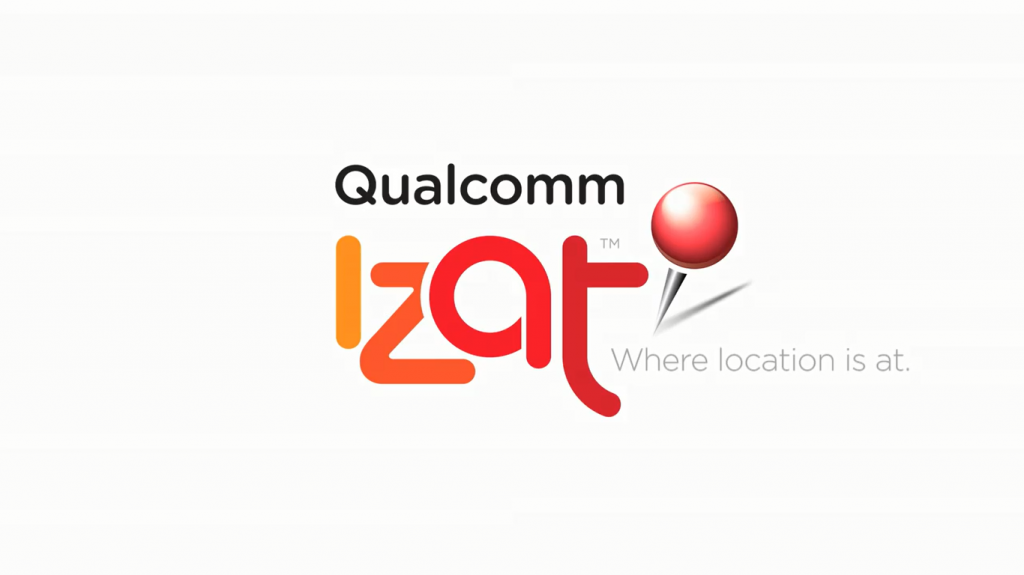 Qualcomm
izat™
Where location is at.